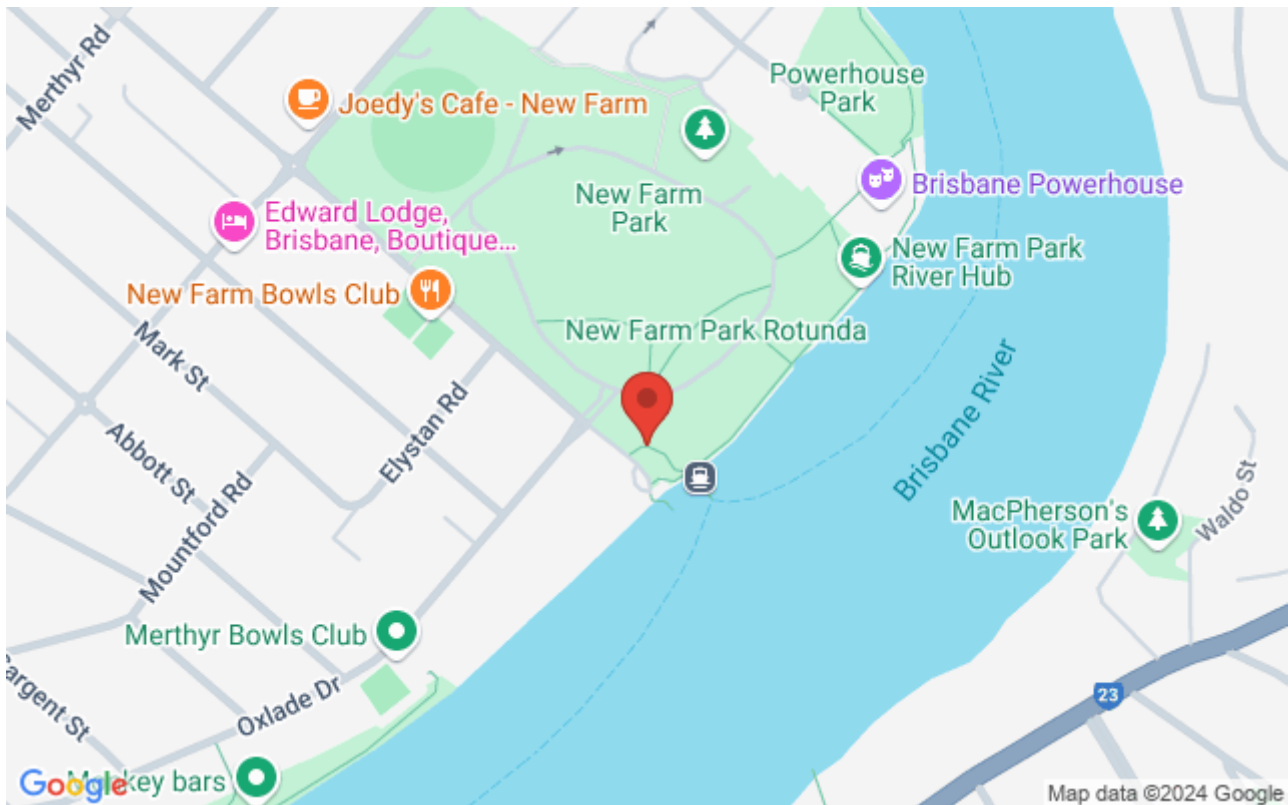 Merthyr Rd
Joedy's Cafe - New Farm
Powerhouse
Park
New Farm
Park
Brisbane Powerhouse
Edward Lodge,
Brisbane, Boutique...
New Farm Park
River Hub
New Farm Bowls Club
New Farm Park Rotunda
Mark St
Abbott St
Elystan Rd
Mountford Rd
Brisbane River
MacPherson's
Outlook Park
Waldo St
Merthyr Bowls Club
Sargent St
Oxlade Dr
23
key bars
Google
Map data ©2024 Google